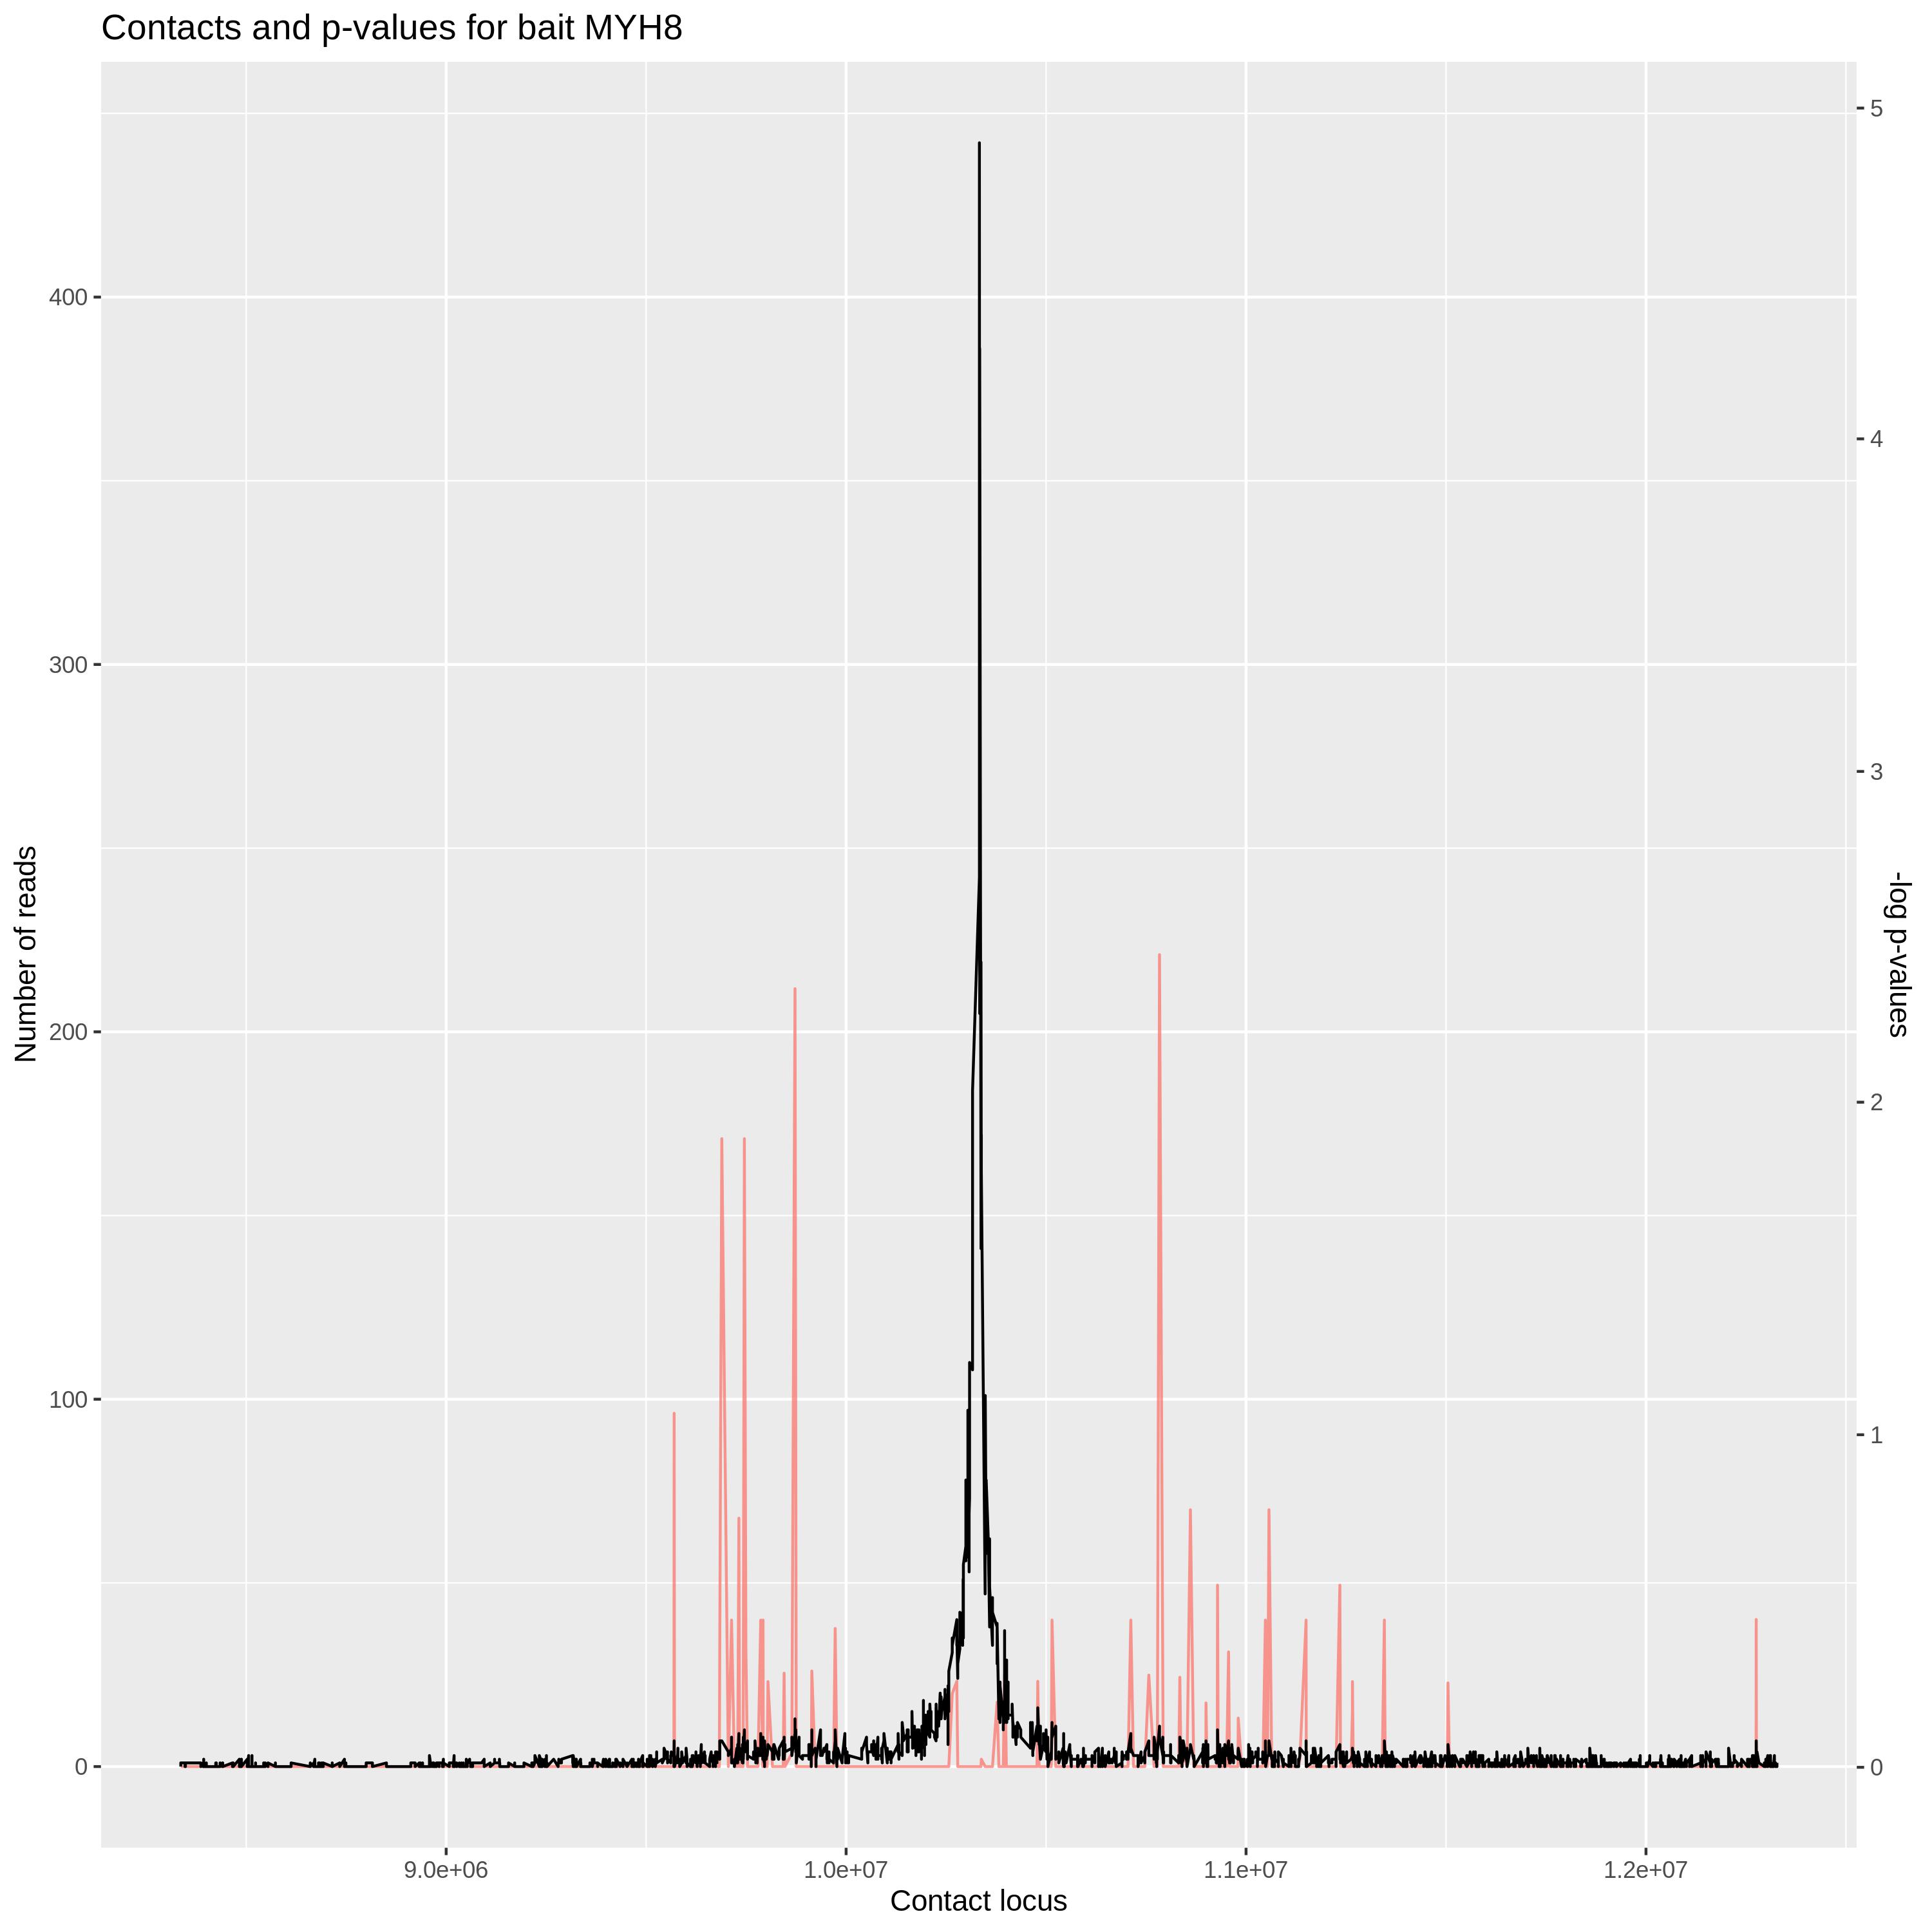 Contacts and p-values for bait MYH8
Number of reads
400
300
200
100
0
5
4
3
2
1
0
-log p-values
9.0e+06
1.0e+07
1.1e+07
1.2e+07
Contact locus